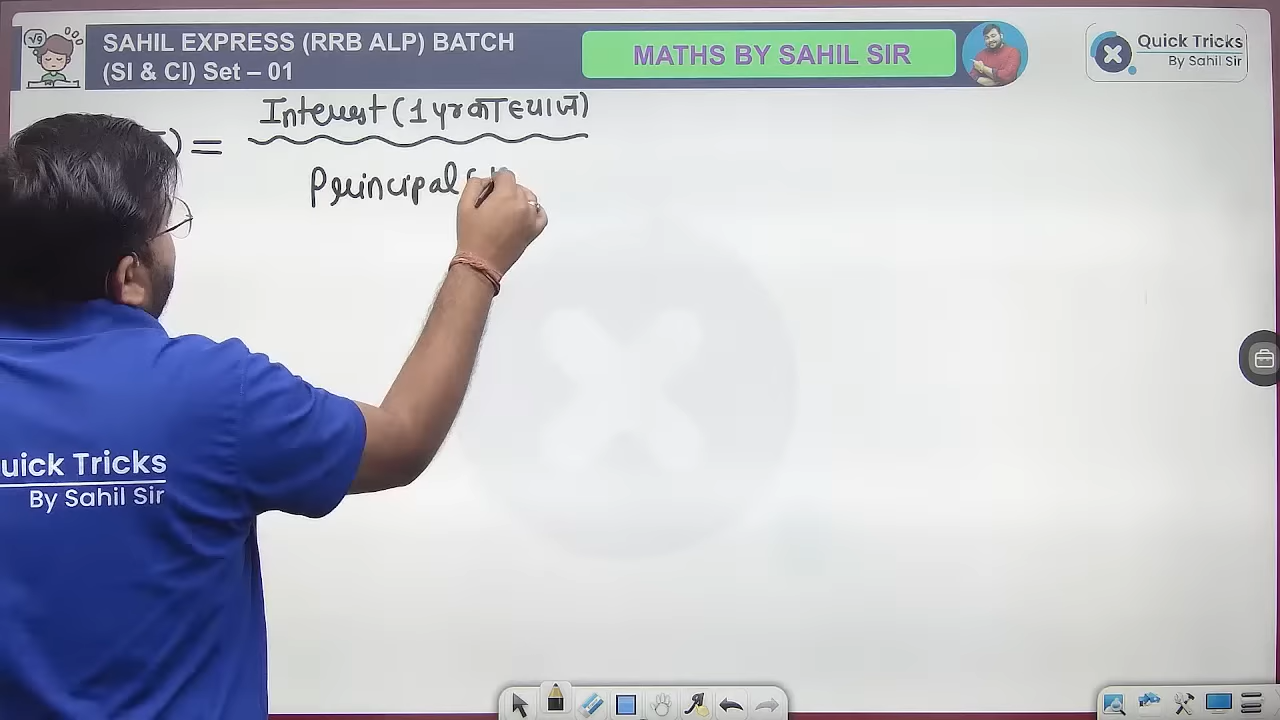 SAHIL EXPRESS (RRB ALP) BATCH
(SI & CI) Set – 01
MATHS BY SAHIL SIR
Quick Tricks
By Sahil Sir
) = Interest (1 yr का ब्याज)
Principal (
uick Tricks
By Sahil Sir